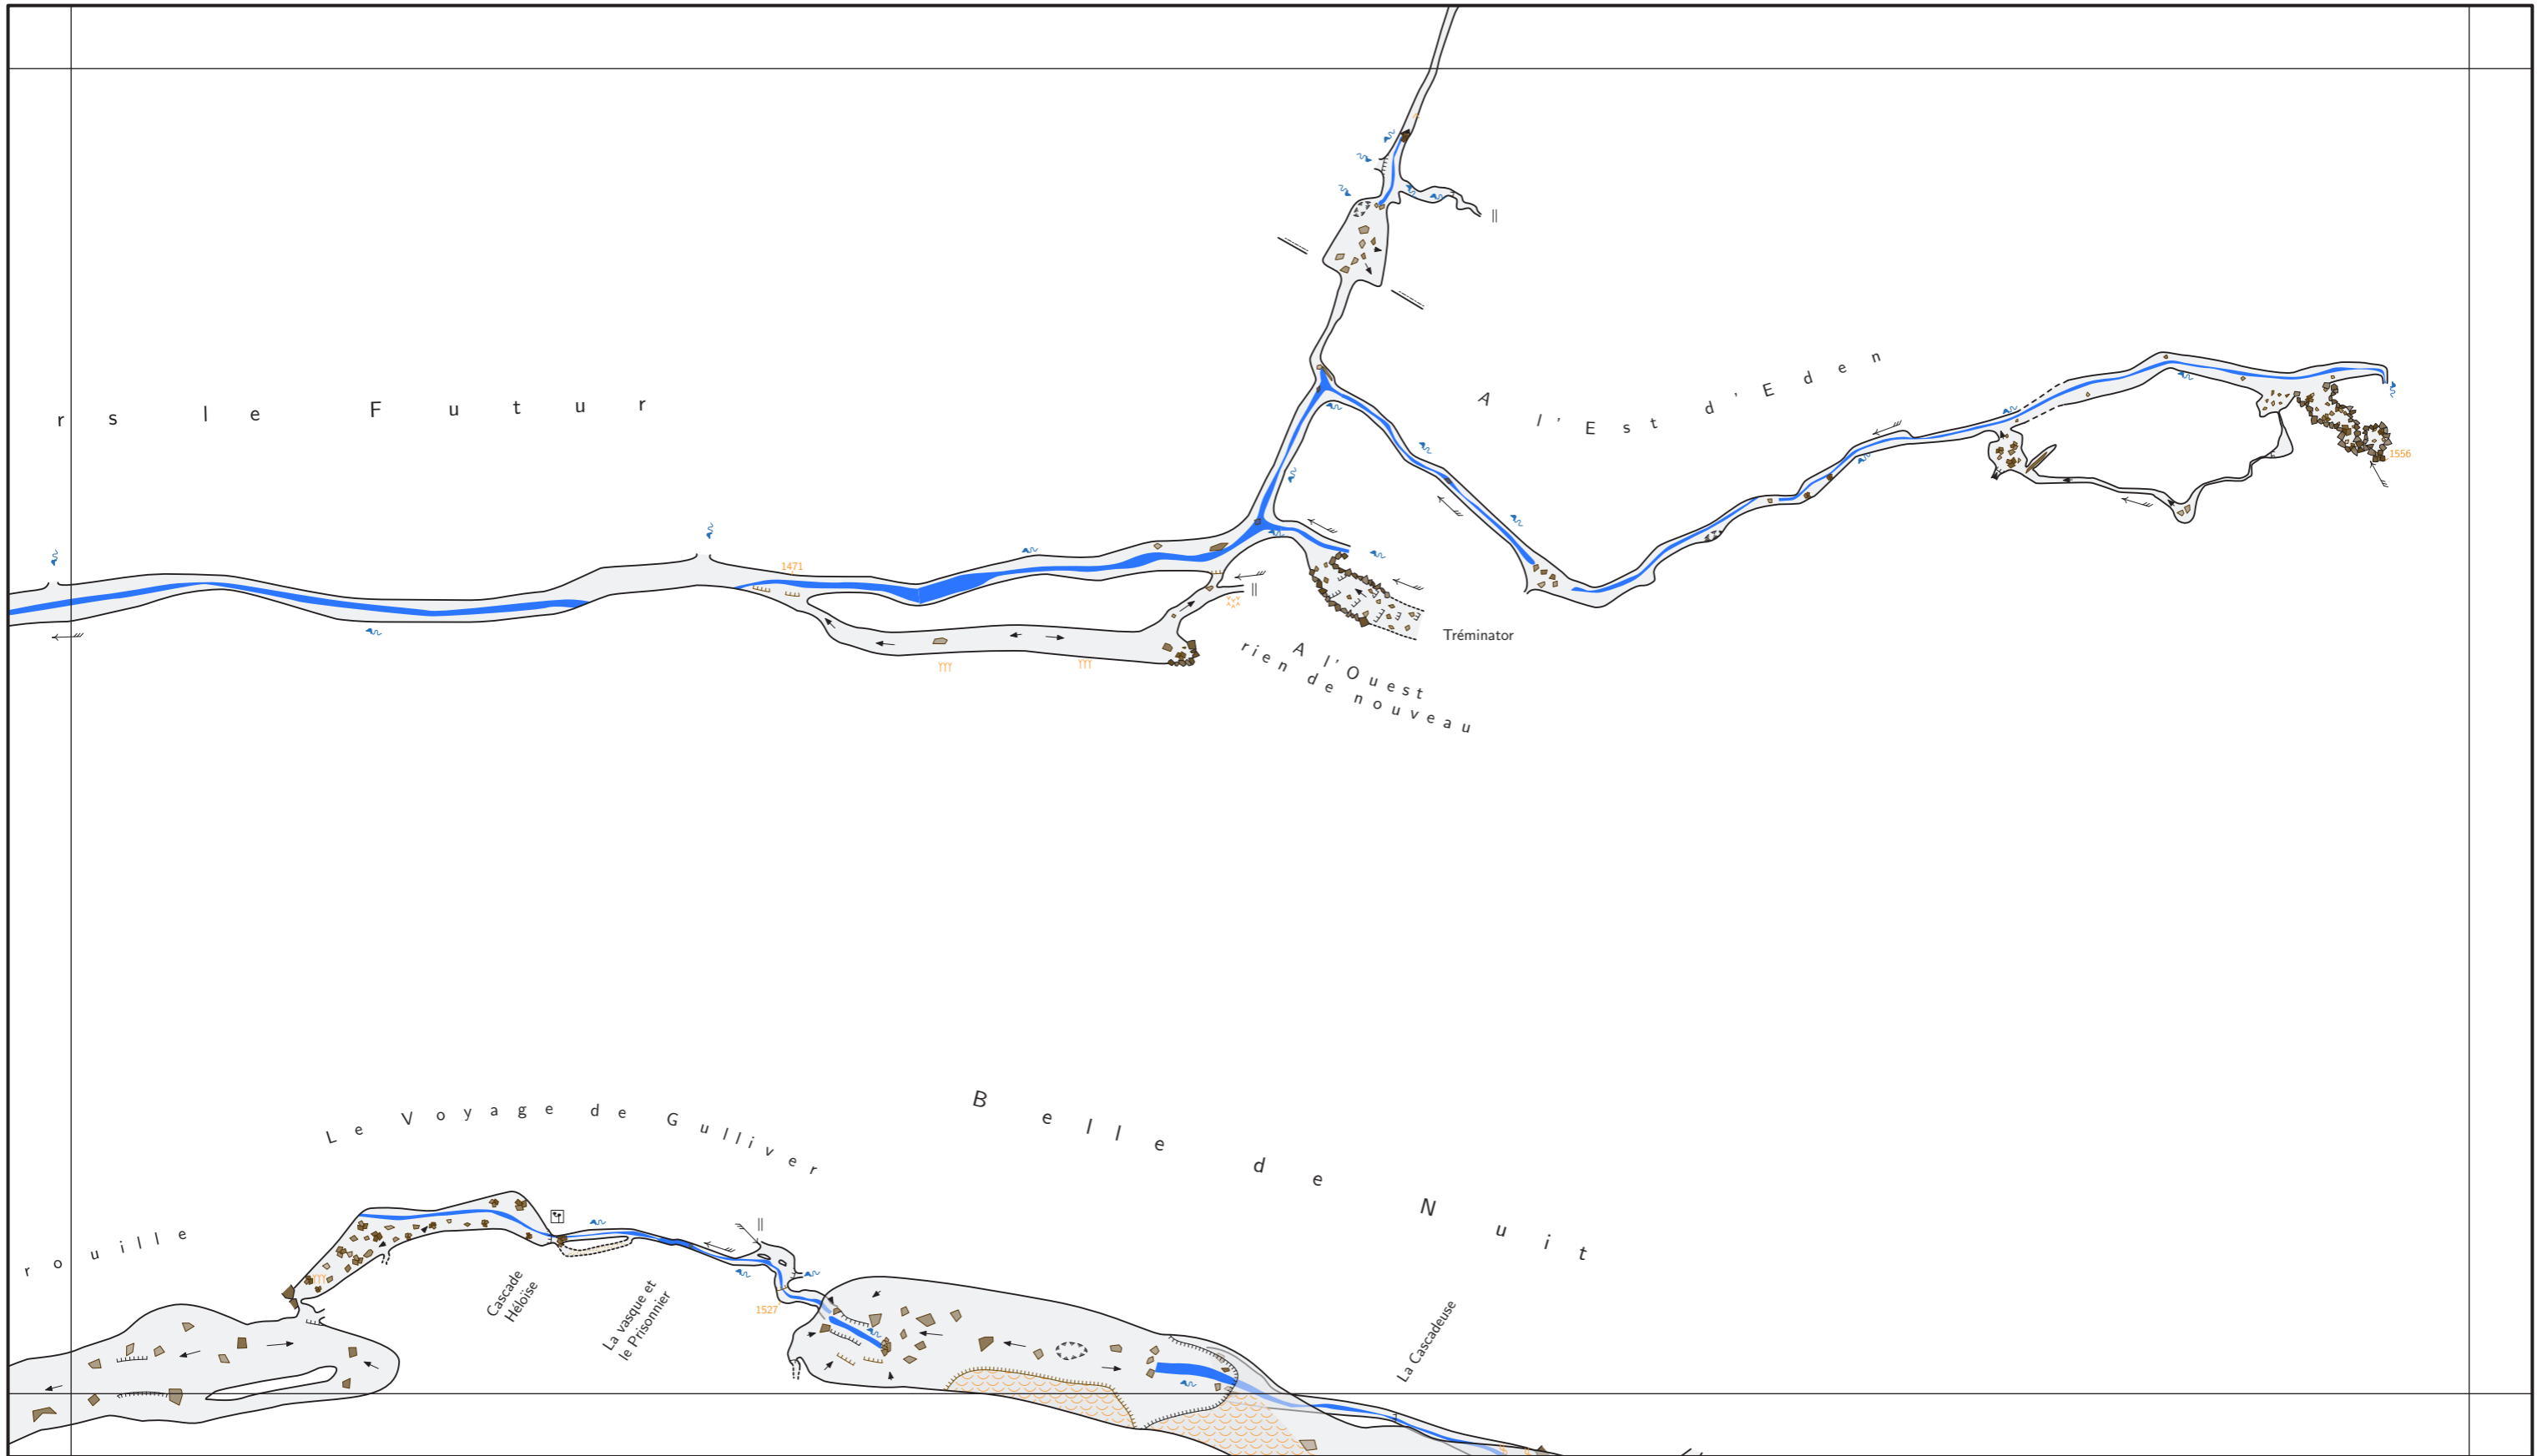 rs le Futur
A l'Est d'Eden
1556
1471
Tréminator
A l'Ouest
rien de nouveau
Belle de Nuit
Le Voyage de Gulliver
rouille
Cascade
Héloïse
La vasque et
le Prisonnier
1527
La Cascadeuse